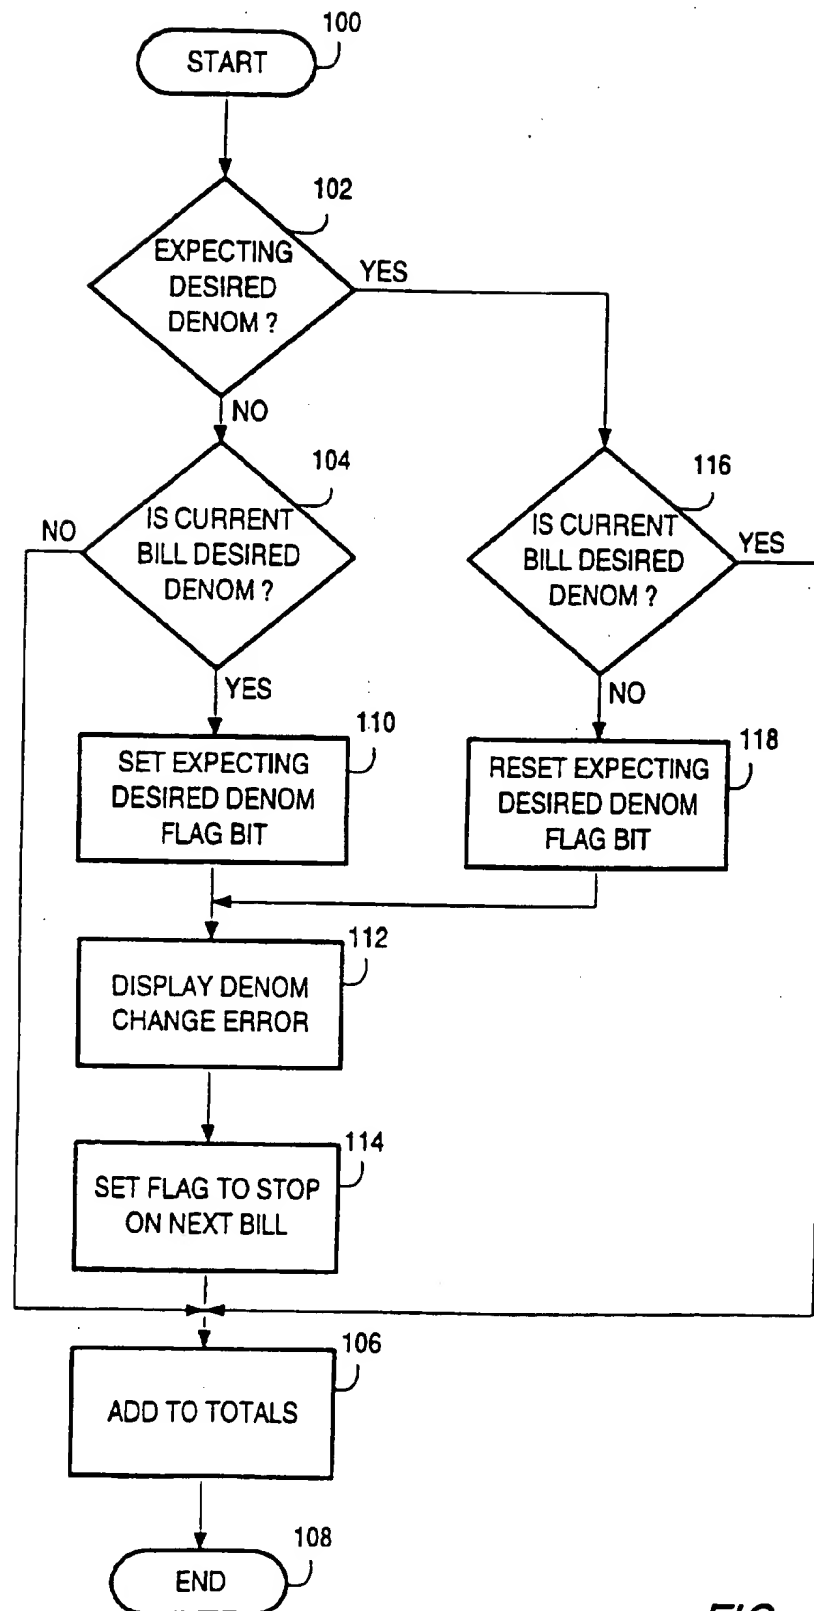 100
START
102
EXPECTING
DESIRED
DENOM ?
YES
NO
104
IS CURRENT
BILL DESIRED
DENOM ?
NO
YES
116
IS CURRENT
BILL DESIRED
DENOM ?
YES
NO
110
SET EXPECTING
DESIRED DENOM
FLAG BIT
118
RESET EXPECTING
DESIRED DENOM
FLAG BIT
112
DISPLAY DENOM
CHANGE ERROR
114
SET FLAG TO STOP
ON NEXT BILL
106
ADD TO TOTALS
108
END